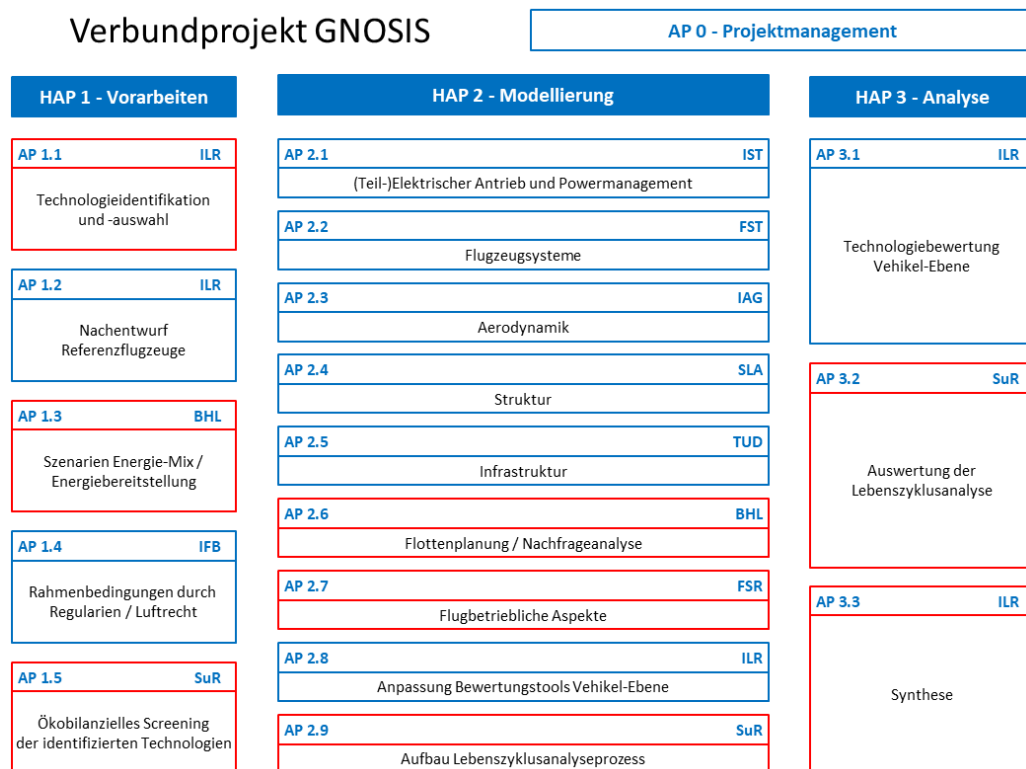 Verbundprojekt GNOSIS
AP 0 - Projektmanagement
HAP 1 - Vorarbeiten
AP 1.1 ILR
Technologieidentifikation
und -auswahl
AP 1.2 ILR
Nachentwurf
Referenzflugzeuge
AP 1.3 BHL
Szenarien Energie-Mix /
Energiebereitstellung
AP 1.4 IFB
Rahmenbedingungen durch
Regularien / Luftrecht
AP 1.5 SuR
Ökobilanzielles Screening
der identifizierten Technologien
HAP 2 - Modellierung
AP 2.1 IST
(Teil-)Elektrischer Antrieb und Powermanagement
AP 2.2 FST
Flugzeugsysteme
AP 2.3 IAG
Aerodynamik
AP 2.4 SLA
Struktur
AP 2.5 TUD
Infrastruktur
AP 2.6 BHL
Flottenplanung / Nachfrageanalyse
AP 2.7 FSR
Flugbetriebliche Aspekte
AP 2.8 ILR
Anpassung Bewertungstools Vehikel-Ebene
AP 2.9 SuR
Aufbau Lebenszyklusanalyseprozess
HAP 3 - Analyse
AP 3.1 ILR
Technologiebewertung
Vehikel-Ebene
AP 3.2 SuR
Auswertung der
Lebenszyklusanalyse
AP 3.3 ILR
Synthese